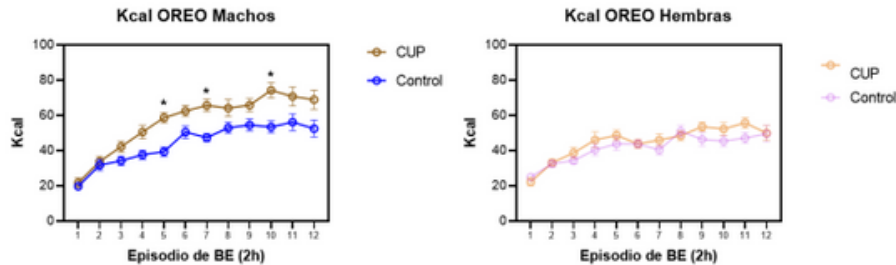 Kcal OREO Machos
100
80
60
40
20
0
Kcal
* * *
1 2 3 4 5 6 7 8 9 10 11 12
Episodio de BE (2h)
CUP
Control
Kcal OREO Hembras
100
80
60
40
20
0
Kcal
1 2 3 4 5 6 7 8 9 10 11 12
Episodio de BE (2h)
CUP
Control